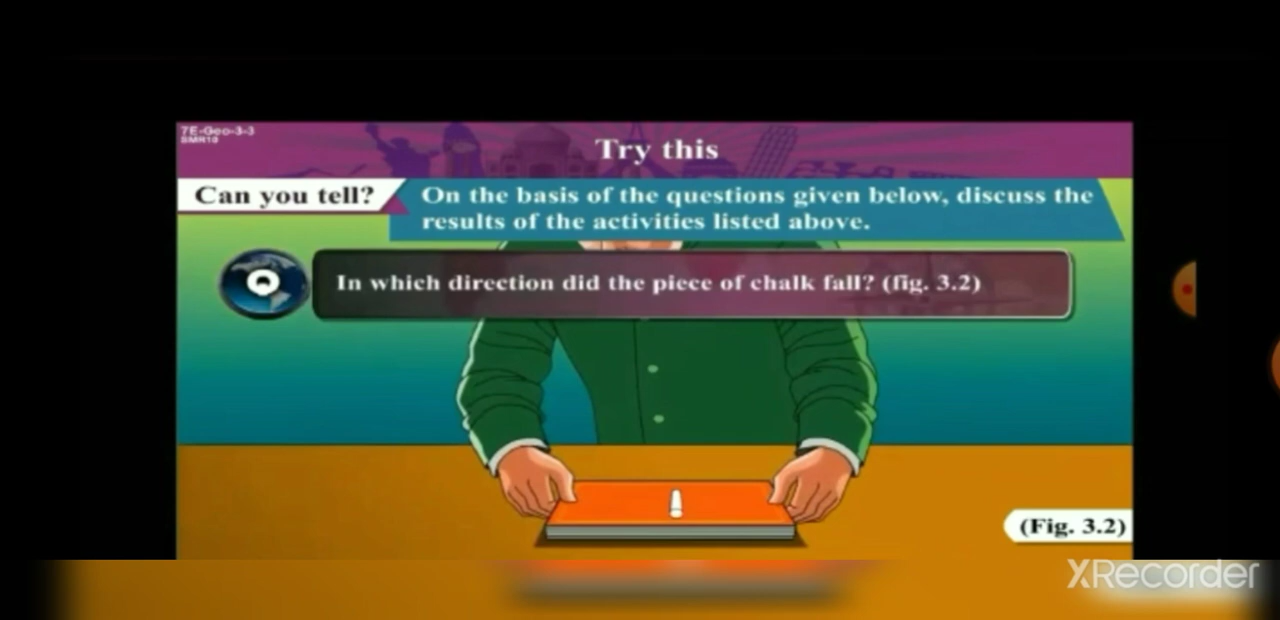 7E-Geo-3-3
SMR10
Try this
Can you tell?
On the basis of the questions given below, discuss the
results of the activities listed above.
In which direction did the piece of chalk fall? (fig. 3.2)
(Fig. 3.2)
XRecorder